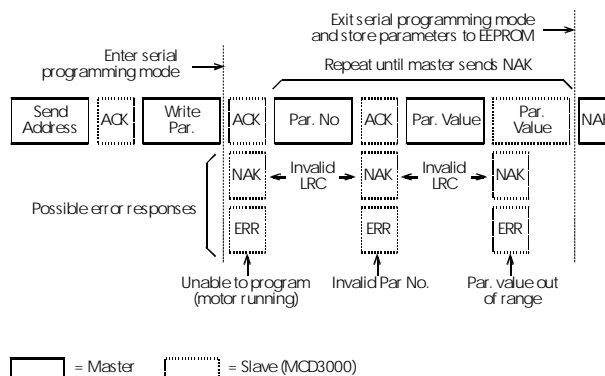 Exit serial programming mode
and store parameters to EEPROM
Enter serial
programming mode
Repeat until master sends NAK
Send
Address
ACK
Write
Par.
ACK
Par. No
ACK
Par. Value
Par.
Value
NAK
NAK
Invalid
LRC
NAK
Invalid
LRC
NAK
Possible error responses
ERR
ERR
ERR
Unable to program
(motor running)
Invalid Par No.
Par. value out
of range
= Master
= Slave (MCD3000)